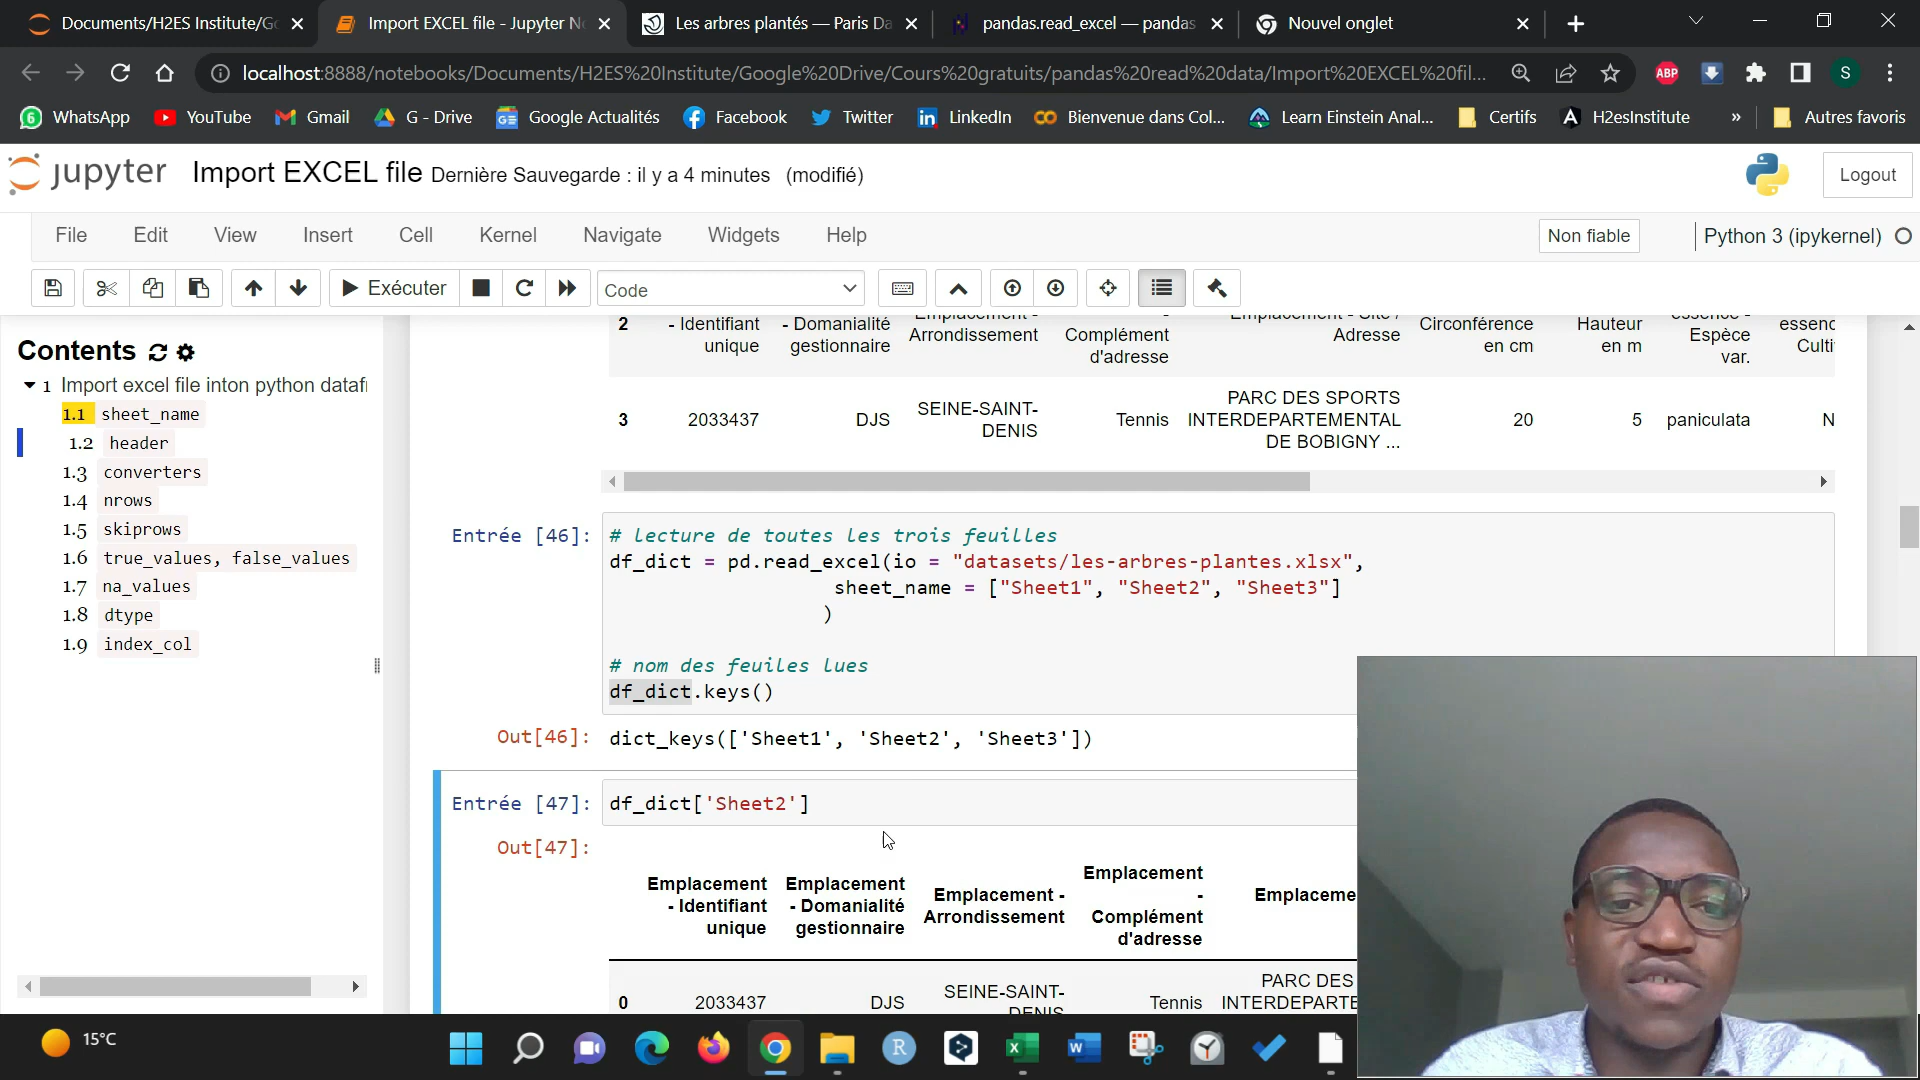 Documents/H2ES Institute/Go
Import EXCEL file - Jupyter No
Les arbres plantés — Paris Da
pandas.read_excel — pandas
Nouvel onglet
localhost:8888/notebooks/Documents/H2ES%20Institute/Google%20Drive/Cours%20gratuits/pandas%20read%20data/Import%20EXCEL%20fil...
ABP
S
WhatsApp
YouTube
Gmail
G - Drive
Google Actualités
Facebook
Twitter
LinkedIn
Bienvenue dans Col...
Learn Einstein Anal...
Certifs
H2esInstitute
»
Autres favoris
jupyter
Import EXCEL file Dernière Sauvegarde : il y a 4 minutes (modifié)
Logout
File
Edit
View
Insert
Cell
Kernel
Navigate
Widgets
Help
Non fiable
Python 3 (ipykernel)
Exécuter
Code
Contents
1 Import excel file inton python datafr
1.1 sheet_name
1.2 header
1.3 converters
1.4 nrows
1.5 skiprows
1.6 true_values, false_values
1.7 na_values
1.8 dtype
1.9 index_col
2
- Identifiant
unique
- Domanialité
gestionnaire
Emplacement -
Arrondissement
-
Complément
d'adresse
Emplacement - Site /
Adresse
Circonférence
en cm
Hauteur
en m
essence -
Espèce
var.
essenc
Culti
3
2033437
DJS
SEINE-SAINT-
DENIS
Tennis
PARC DES SPORTS
INTERDEPARTEMENTAL
DE BOBIGNY ...
20
5
paniculata
N
Entrée [46]:
# lecture de toutes les trois feuilles
df_dict = pd.read_excel(io = "datasets/les-arbres-plantes.xlsx",
sheet_name = ["Sheet1", "Sheet2", "Sheet3"]
)
# nom des feuiles lues
df_dict.keys()
Out[46]: dict_keys(['Sheet1', 'Sheet2', 'Sheet3'])
Entrée [47]: df_dict['Sheet2']
Out[47]:
Emplacement
- Identifiant
unique
Emplacement
- Domanialité
gestionnaire
Emplacement -
Arrondissement
Emplacement
-
Complément
d'adresse
Emplaceme
0
2033437
DJS
SEINE-SAINT-
DENIS
Tennis
PARC DES
INTERDEPARTE
15°C